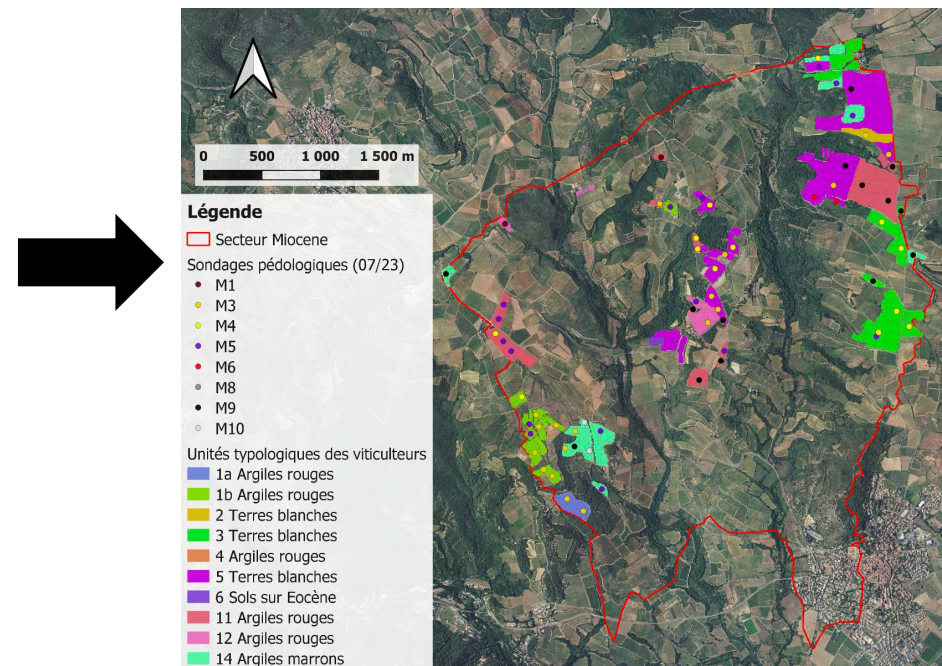 0 500 1 000 1 500 m
Légende
Secteur Miocene
Sondages pédologiques (07/23)
M1
M3
M4
M5
M6
M8
M9
M10
Unités typologiques des viticulteurs
1a Argiles rouges
1b Argiles rouges
2 Terres blanches
3 Terres blanches
4 Argiles rouges
5 Terres blanches
6 Sols sur Eocène
11 Argiles rouges
12 Argiles rouges
14 Argiles marrons